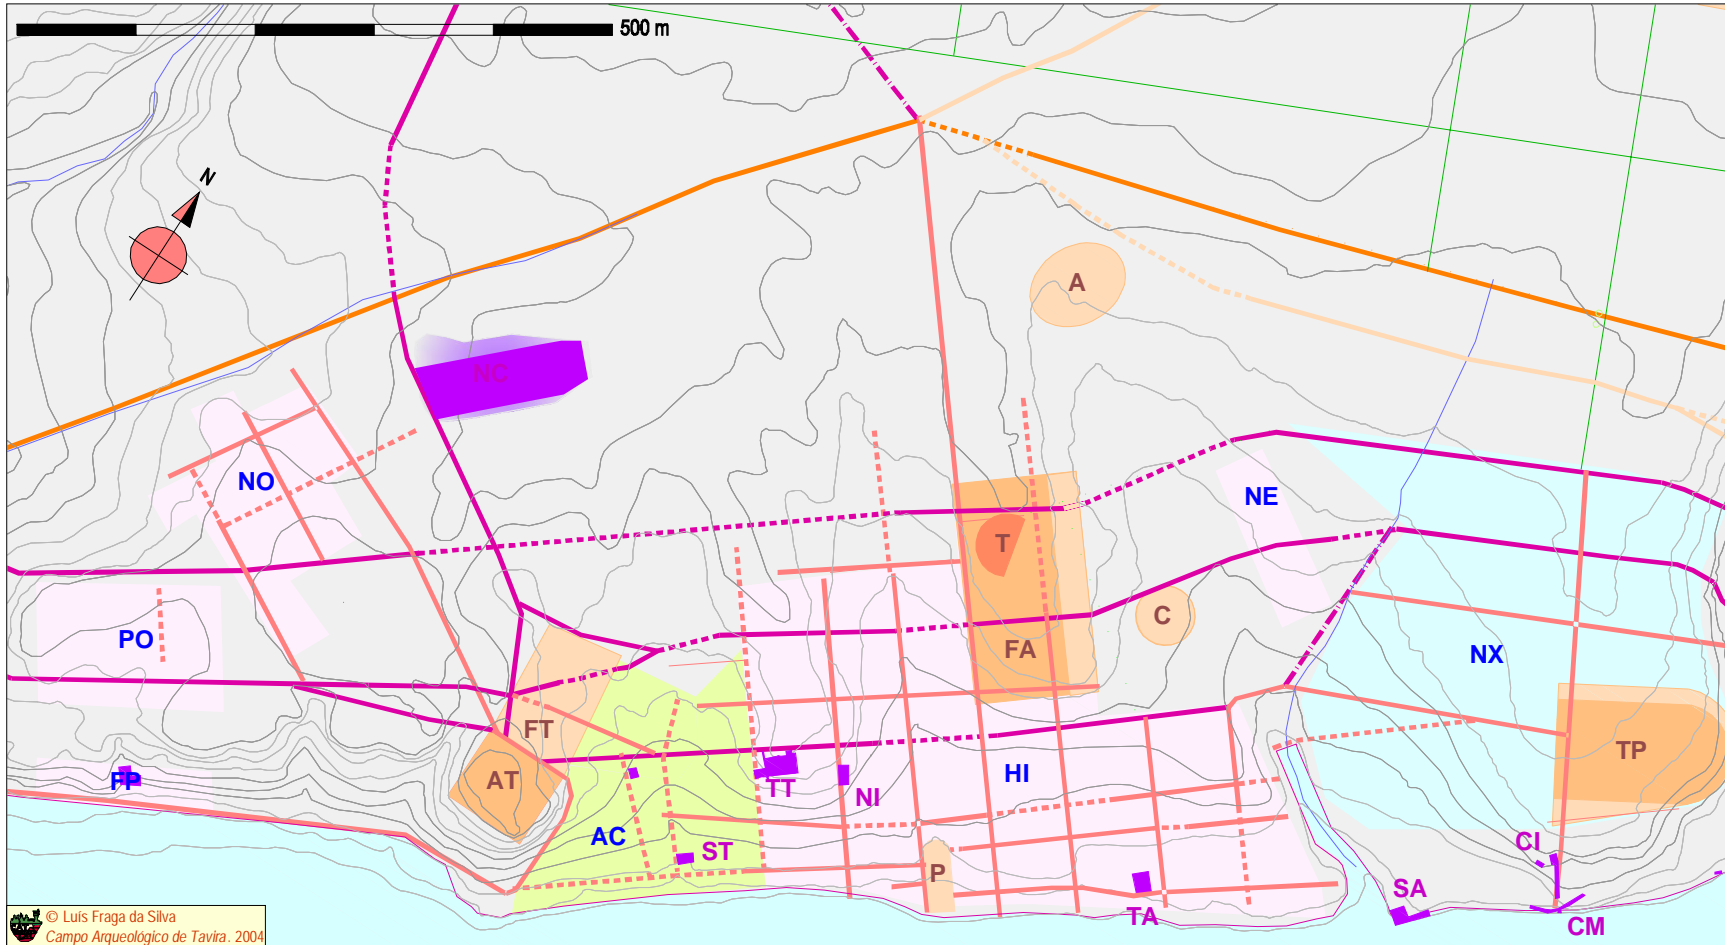 500 m
N
A
NC
NO
NE
T
C
PO
FA
NX
FT
TP
FP
AT
TT
HI
NI
AC
ST
CI
P
SA
TA
CM
© Luís Fraga da Silva
Campo Arqueológico de Tavira. 2004